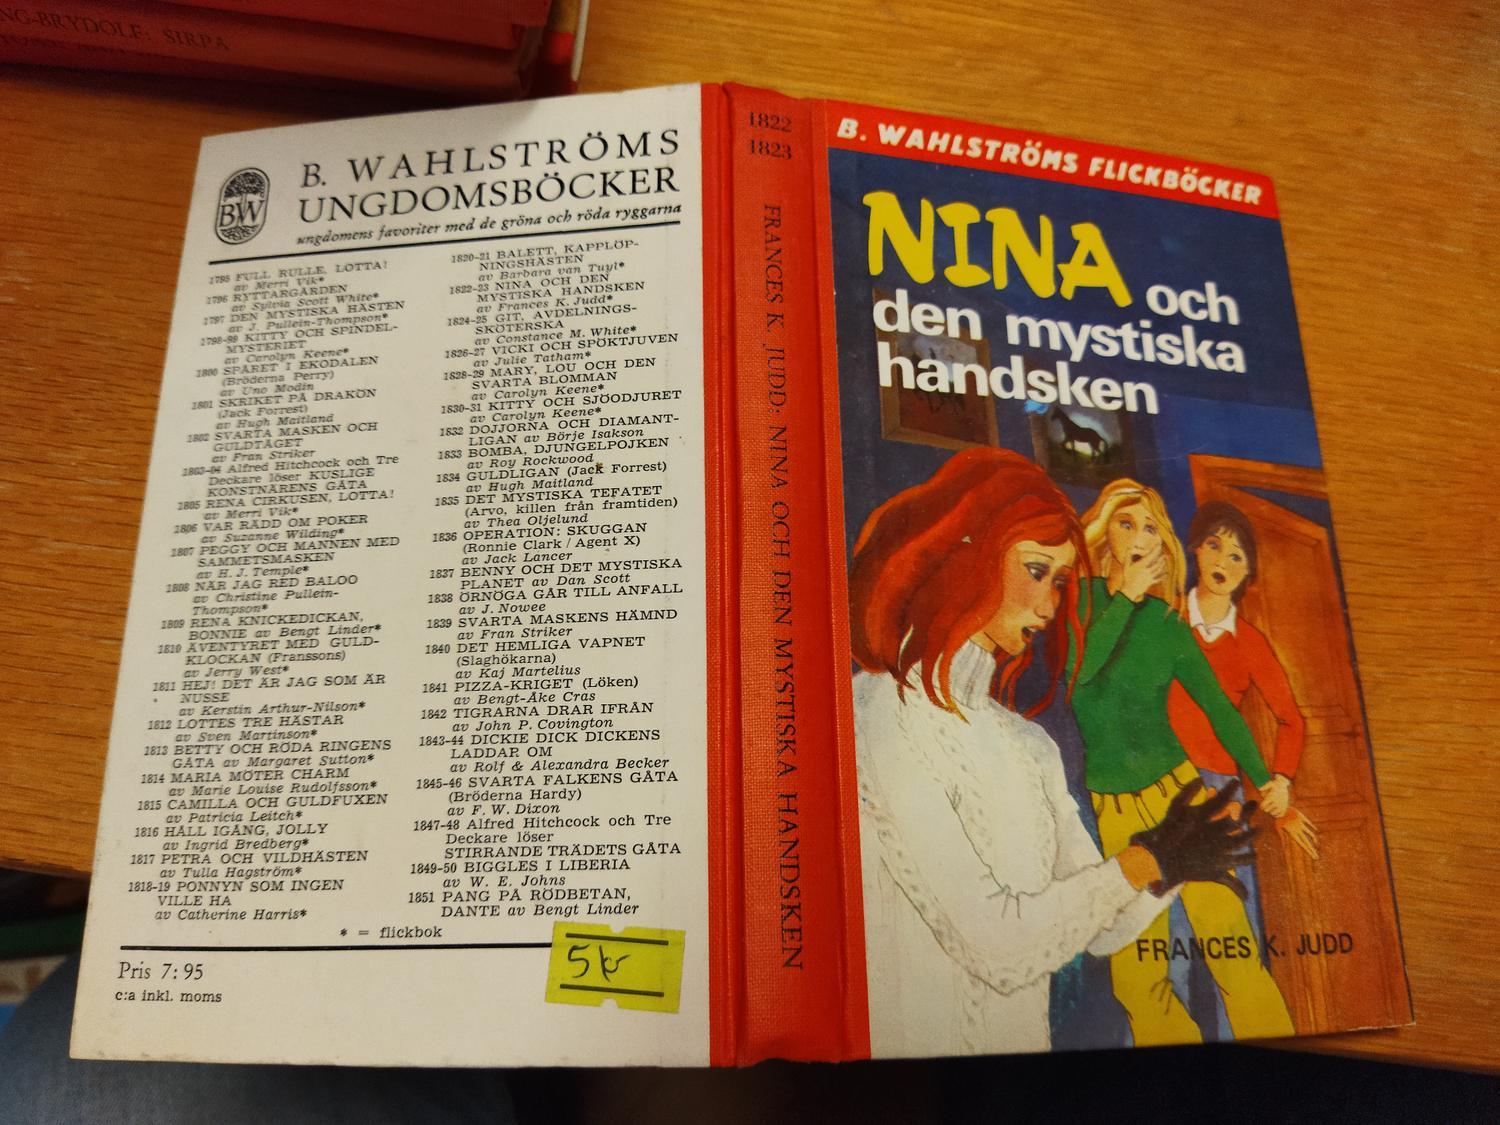 NG-BRYDOLF: SIRPA
BW
B. WAHLSTRÖMS
UNGDOMSBÖCKER
ungdomens favoriter med de gröna och röda ryggarna
1795 FULL RULLE, LOTTA!
av Merri Vik*
1796 RYTTARGÅRDEN
av Sylvia Scott White*
1797 DEN MYSTISKA HÄSTEN
av J. Pullein-Thompson*
1798-99 KITTY OCH SPINDEL-
MYSTERIET
av Carolyn Keene*
1800 SPÅRET I EKODALEN
(Bröderna Perry)
av Uno Modin
1801 SKRIKET PÅ DRAKÖN
(Jack Forrest)
av Hugh Maitland
1802 SVARTA MASKEN OCH
GULDTÅGET
av Fran Striker
1803-04 Alfred Hitchcock och Tre
Deckare löser KUSLIGE
KONSTNÄRENS GÅTA
1805 RENA CIRKUSEN, LOTTA!
av Merri Vik*
1806 VAR RÄDD OM POKER
av Suzanne Wilding*
1807 PEGGY OCH MANNEN MED
SAMMETSMASKEN
av H. J. Temple*
1808 NÄR JAG RED BALOO
av Christine Pullein-
Thompson*
1809 RENA KNICKEDICKAN,
BONNIE av Bengt Linder*
1810 ÄVENTYRET MED GULD-
KLOCKAN (Franssons)
av Jerry West*
1811 HEJ! DET ÄR JAG SOM ÄR
NUSSE
av Kerstin Arthur-Nilson*
1812 LOTTES TRE HÄSTAR
av Sven Martinson*
1813 BETTY OCH RÖDA RINGENS
GÅTA av Margaret Sutton*
1814 MARIA MÖTER CHARM
av Marie Louise Rudolfsson*
1815 CAMILLA OCH GULDFUXEN
av Patricia Leitch*
1816 HÅLL IGÅNG, JOLLY
av Ingrid Bredberg*
1817 PETRA OCH VILDHÄSTEN
av Tulla Hagström*
1818-19 PONNYN SOM INGEN
VILLE HA
av Catherine Harris*
1820-21 BALETT, KAPPLÖP-
NINGSHÄSTEN
av Barbara van Tuyl*
1822-23 NINA OCH DEN
MYSTISKA HANDSKEN
av Frances K. Judd*
1824-25 GIT, AVDELNINGS-
SKÖTERSKA
av Constance M. White*
1826-27 VICKI OCH SPÖKTJUVEN
av Julie Tatham*
1828-29 MARY, LOU OCH DEN
SVARTA BLOMMAN
av Carolyn Keene*
1830-31 KITTY OCH SJÖODJURET
av Carolyn Keene*
1832 DOJJORNA OCH DIAMANT-
LIGAN av Börje Isakson
1833 BOMBA, DJUNGELPOJKEN
av Roy Rockwood
1834 GULDLIGAN (Jack Forrest)
av Hugh Maitland
1835 DET MYSTISKA TEFATET
(Arvo, killen från framtiden)
av Thea Oljelund
1836 OPERATION: SKUGGAN
(Ronnie Clark / Agent X)
av Jack Lancer
1837 BENNY OCH DET MYSTISKA
PLANET av Dan Scott
1838 ÖRNÖGA GÅR TILL ANFALL
av J. Nowee
1839 SVARTA MASKENS HÄMND
av Fran Striker
1840 DET HEMLIGA VAPNET
(Slaghökarna)
av Kaj Martelius
1841 PIZZA-KRIGET (Löken)
av Bengt-Åke Cras
1842 TIGRARNA DRAR IFRÅN
av John P. Covington
1843-44 DICKIE DICK DICKENS
LADDAR OM
av Rolf & Alexandra Becker
1845-46 SVARTA FALKENS GÅTA
(Bröderna Hardy)
av F. W. Dixon
1847-48 Alfred Hitchcock och Tre
Deckare löser
STIRRANDE TRÄDETS GÅTA
1849-50 BIGGLES I LIBERIA
av W. E. Johns
1851 PANG PÅ RÖDBETAN,
DANTE av Bengt Linder
* = flickbok
Pris 7:95
c:a inkl. moms
5 kr
1822
1823
FRANCES K. JUDD: NINA OCH DEN MYSTISKA HANDSKEN
B. WAHLSTRÖMS FLICKBÖCKER
NINA och
den mystiska
handsken
FRANCES K. JUDD